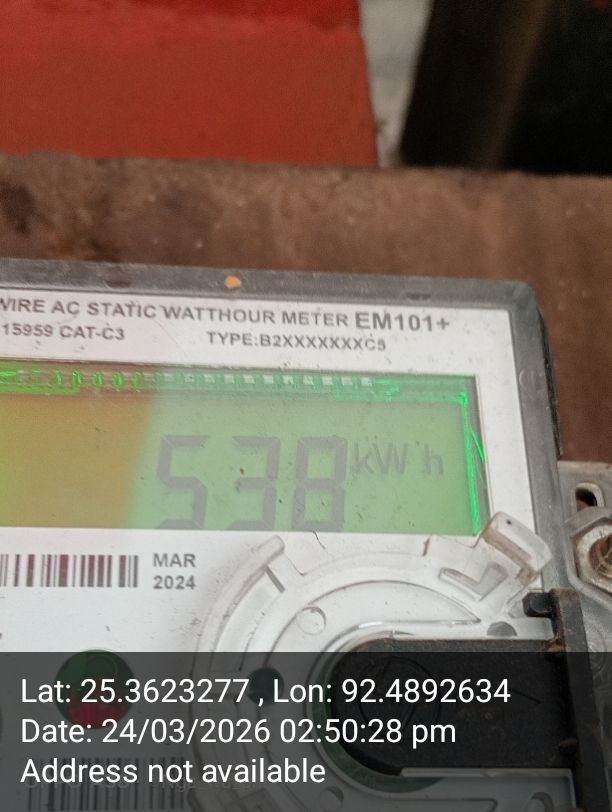 WIRE AC STATIC WATTHOUR METER EM101+
15959 CAT-C3
TYPE:B2XXXXXXXC5
538 kWh
MAR
2024
Lat: 25.3623277 , Lon: 92.4892634
Date: 24/03/2026 02:50:28 pm
Address not available